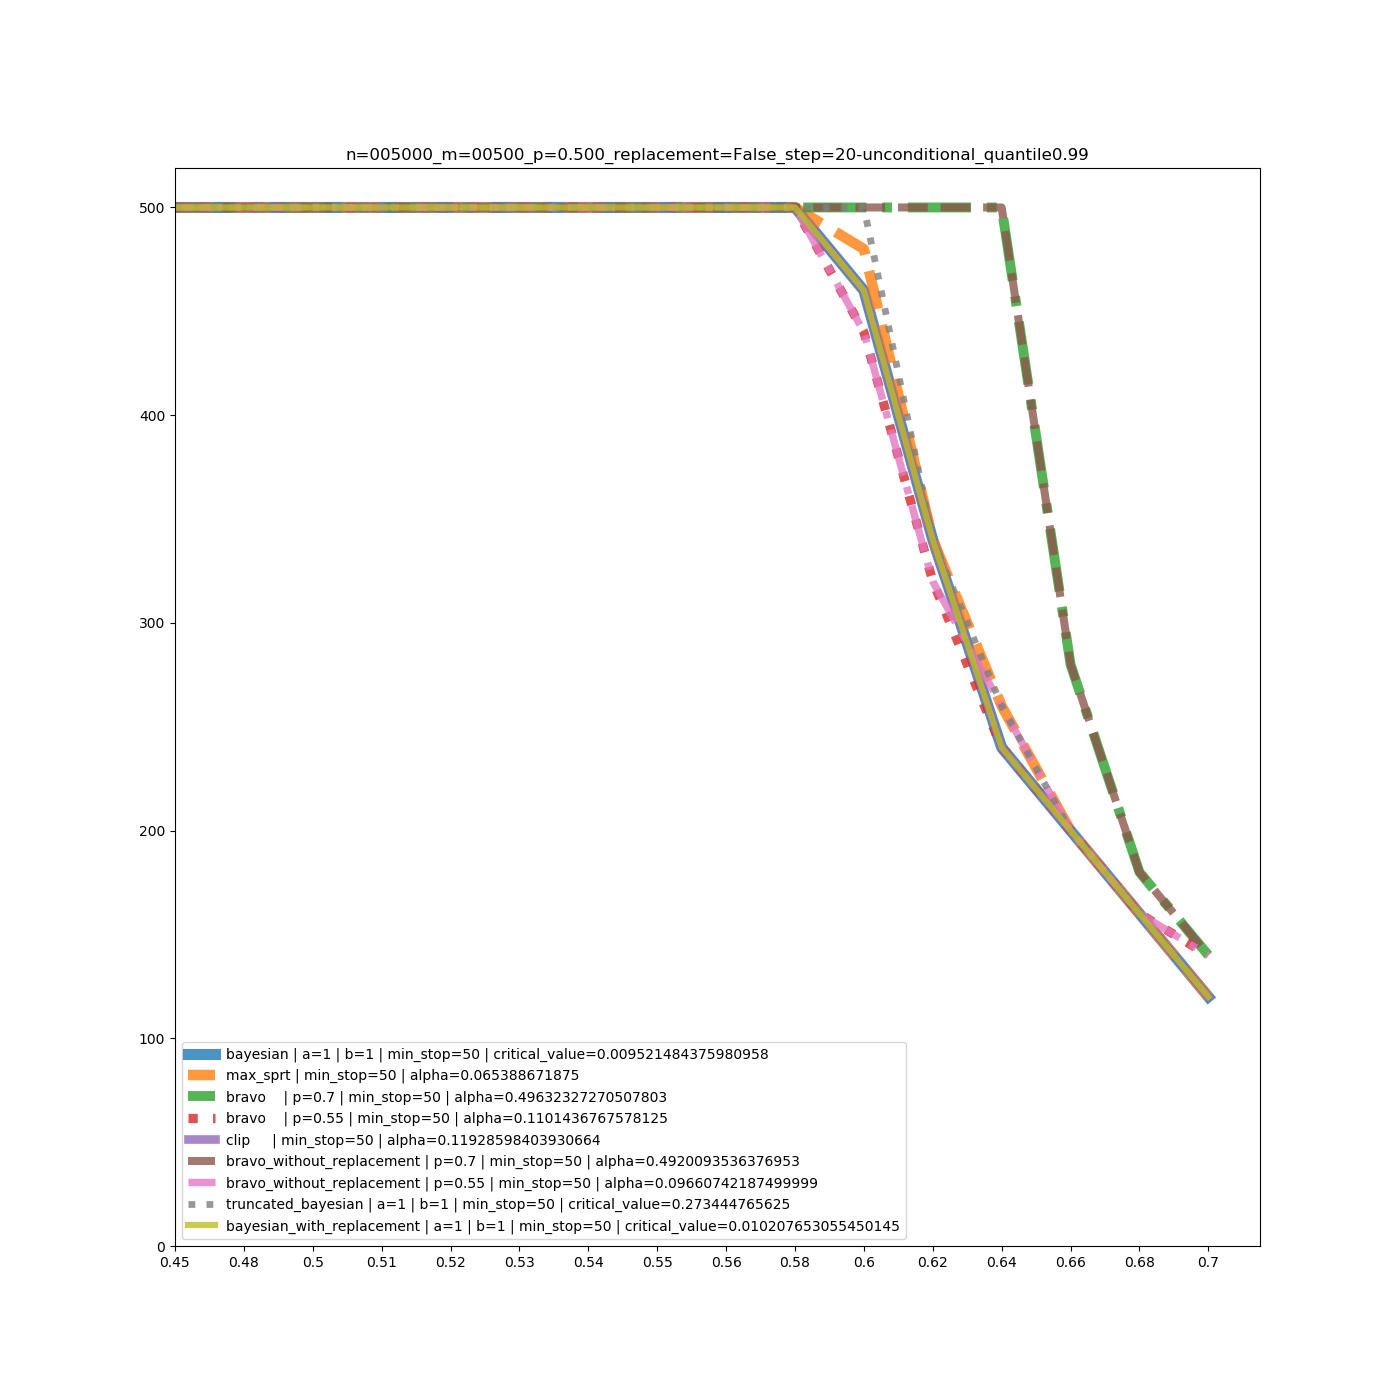 n=005000_m=00500_p=0.500_replacement=False_step=20-unconditional_quantile0.99
500
400
300
200
100
0
bayesian | a=1 | b=1 | min_stop=50 | critical_value=0.009521484375980958
max_sprt | min_stop=50 | alpha=0.065388671875
bravo | p=0.7 | min_stop=50 | alpha=0.49632327270507803
bravo | p=0.55 | min_stop=50 | alpha=0.1101436767578125
clip | min_stop=50 | alpha=0.11928598403930664
bravo_without_replacement | p=0.7 | min_stop=50 | alpha=0.4920093536376953
bravo_without_replacement | p=0.55 | min_stop=50 | alpha=0.09660742187499999
truncated_bayesian | a=1 | b=1 | min_stop=50 | critical_value=0.273444765625
bayesian_with_replacement | a=1 | b=1 | min_stop=50 | critical_value=0.010207653055450145
0.45 0.48 0.5 0.51 0.52 0.53 0.54 0.55 0.56 0.58 0.6 0.62 0.64 0.66 0.68 0.7